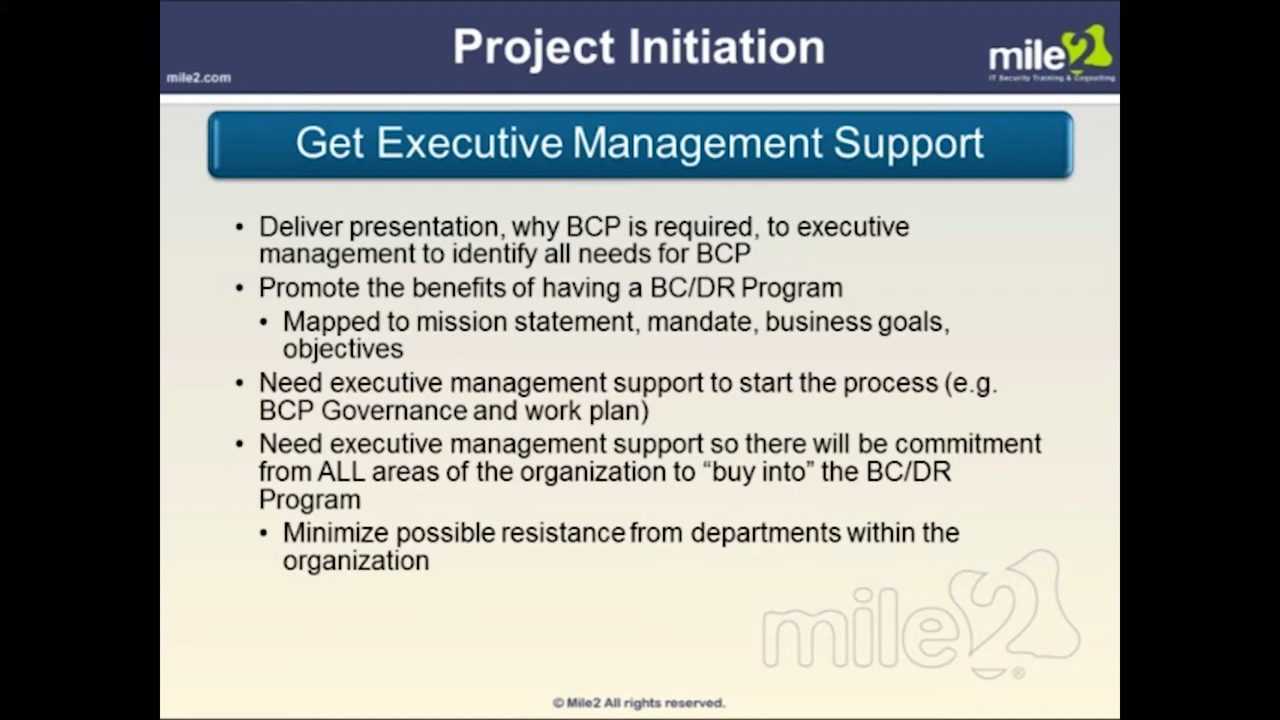 Project Initiation
mile2
IT Security Training & Consulting
mile2.com
Get Executive Management Support
• Deliver presentation, why BCP is required, to executive
management to identify all needs for BCP
• Promote the benefits of having a BC/DR Program
• Mapped to mission statement, mandate, business goals,
objectives
• Need executive management support to start the process (e.g.
BCP Governance and work plan)
• Need executive management support so there will be commitment
from ALL areas of the organization to “buy into” the BC/DR
Program
• Minimize possible resistance from departments within the
organization
mile2®
© Mile2 All rights reserved.